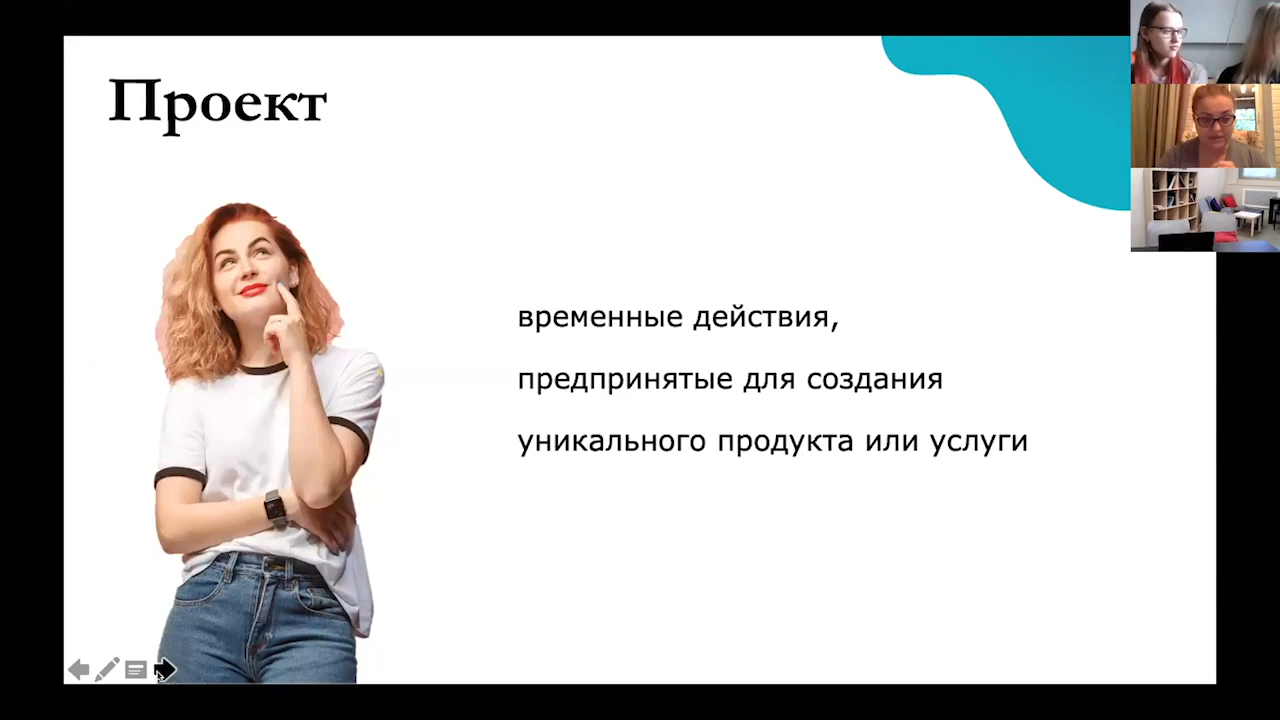 Проект
временные действия,
предпринятые для создания
уникального продукта или услуги